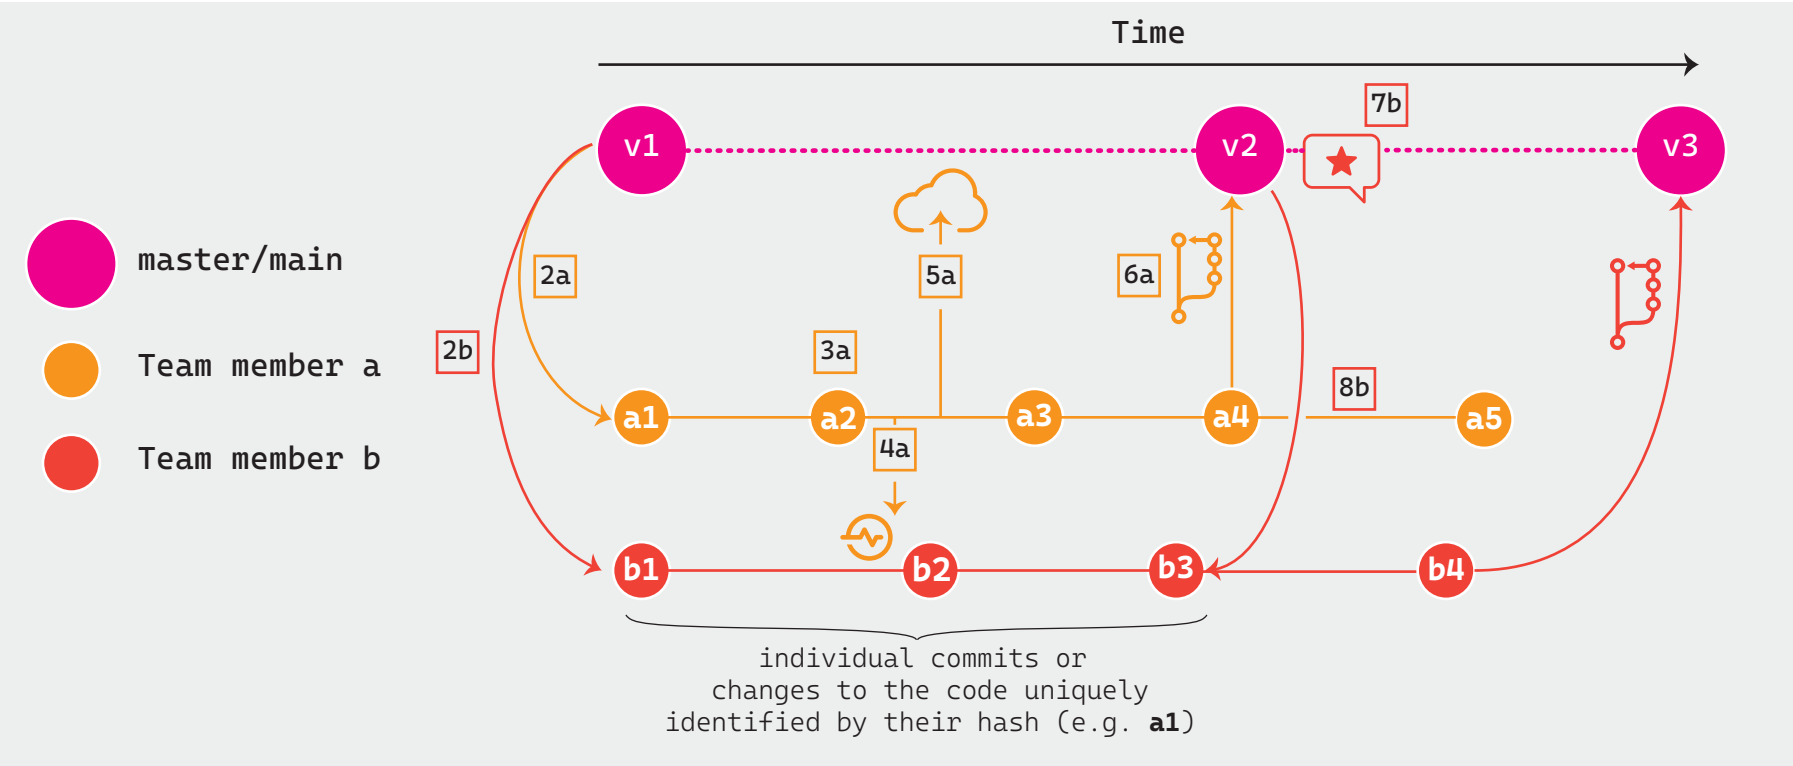 Time
7b
v1
v2
v3
master/main
2a
5a
6a
2b
3a
Team member a
8b
a1
a2
a3
a4
a5
4a
Team member b
b1
b2
b3
b4
individual commits or
changes to the code uniquely
identified by their hash (e.g. a1)